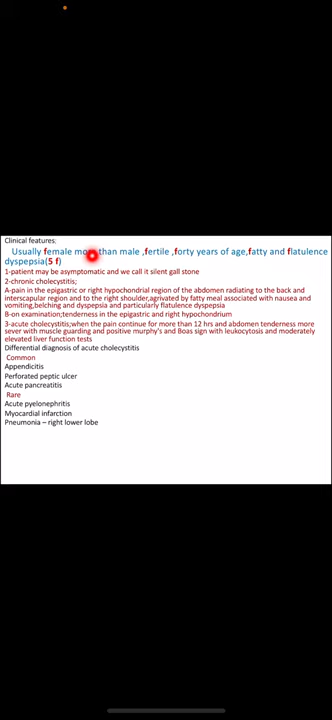 Clinical features;
Usually female more than male ,fertile ,forty years of age,fatty and flatulence
dyspepsia(5 f)
1-patient may be asymptomatic and we call it silent gall stone
2-chronic cholecystitis;
A-pain in the epigastric or right hypochondrial region of the abdomen radiating to the back and
interscapular region and to the right shoulder,agrivated by fatty meal associated with nausea and
vomiting,belching and dyspepsia and particularly flatulence dyspepsia
B-on examination;tenderness in the epigastric and right hypochondrium
3-acute cholecystitis;when the pain continue for more than 12 hrs and abdomen tenderness more
sever with muscle guarding and positive murphy's and Boas sign with leukocytosis and moderately
elevated liver function tests
Differential diagnosis of acute cholecystitis
Common
Appendicitis
Perforated peptic ulcer
Acute pancreatitis
Rare
Acute pyelonephritis
Myocardial infarction
Pneumonia – right lower lobe